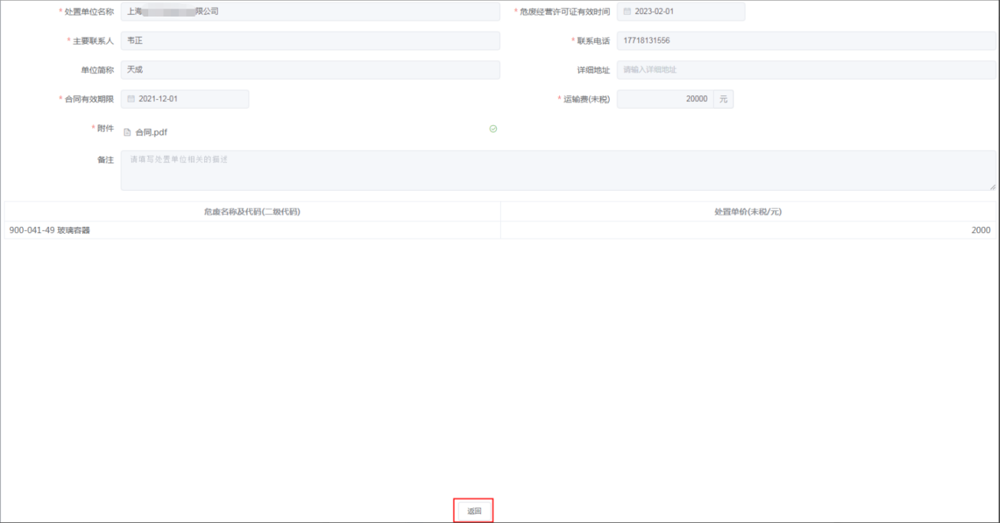 * 处置单位名称 上海 限公司 * 危废经营许可证有效时间 2023-02-01
* 主要联系人 韦正 * 联系电话 17718131556
单位简称 天成 详细地址 请输入详细地址
* 合同有效期限 2021-12-01 * 运输费(未税) 20000 元
* 附件 合同.pdf
备注 请填写处置单位相关的描述
危废名称及代码(二级代码) 处置单价(未税/元)
900-041-49 玻璃容器 2000
返回